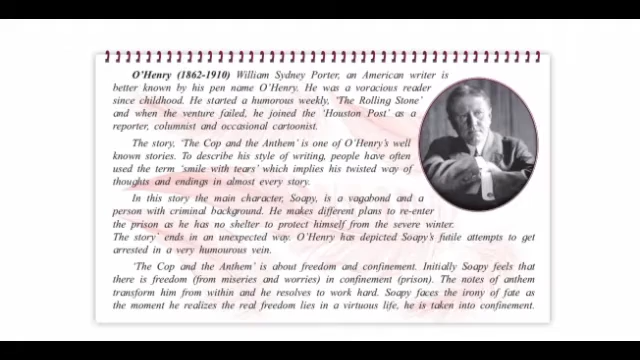 O'Henry (1862-1910) William Sydney Porter, an American writer is
better known by his pen name O'Henry. He was a voracious reader
since childhood. He started a humorous weekly, 'The Rolling Stone'
and when the venture failed, he joined the 'Houston Post' as a
reporter, columnist and occasional cartoonist.
The story, 'The Cop and the Anthem' is one of O'Henry's well
known stories. To describe his style of writing, people have often
used the term 'smile with tears' which implies his twisted way of
thoughts and endings in almost every story.
In this story the main character, Soapy, is a vagabond and a
person with criminal background. He makes different plans to re-enter
the prison as he has no shelter to protect himself from the severe winter.
The story' ends in an unexpected way. O'Henry has depicted Soapy's futile attempts to get
arrested in a very humourous vein.
'The Cop and the Anthem' is about freedom and confinement. Initially Soapy feels that
there is freedom (from miseries and worries) in confinement (prison). The notes of anthem
transform him from within and he resolves to work hard. Soapy faces the irony of fate as
the moment he realizes the real freedom lies in a virtuous life, he is taken into confinement.